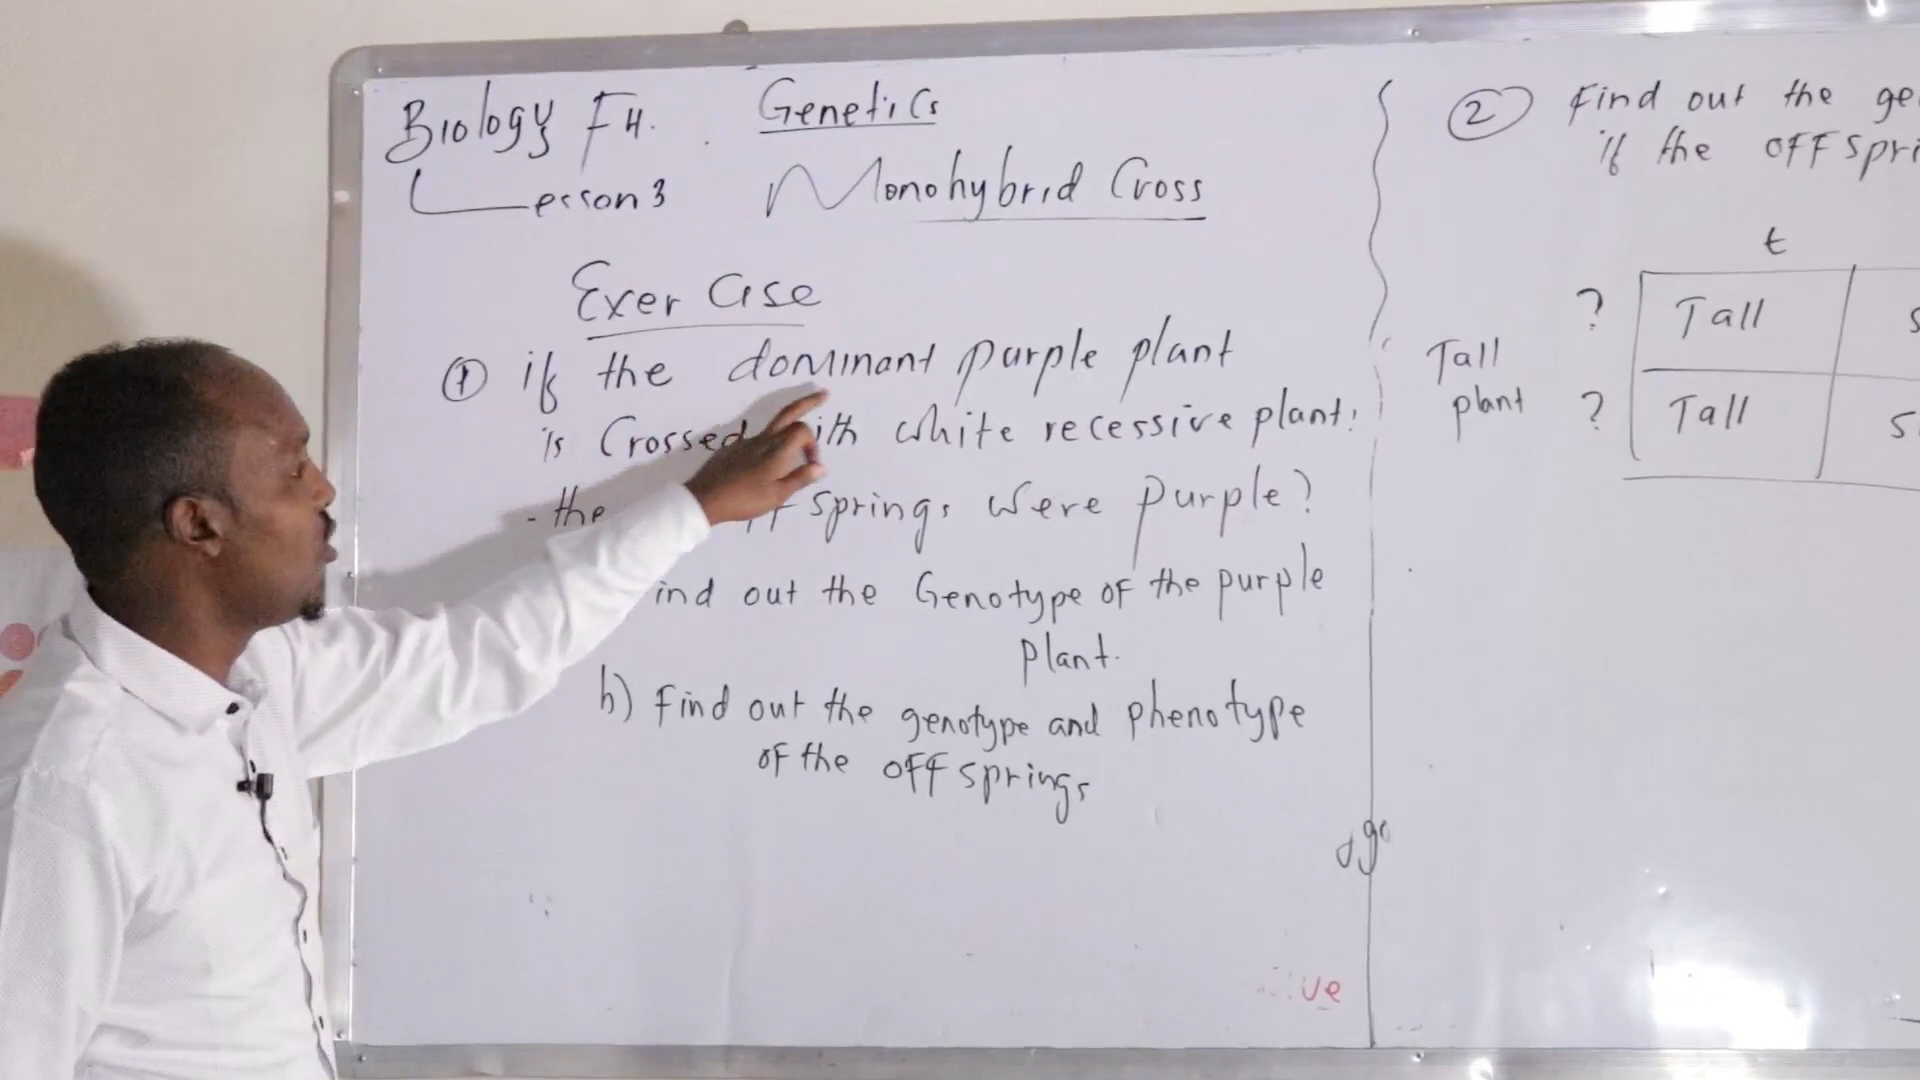 Biology F4.
Genetics
Lesson 3
Monohybrid Cross
Exercise
① if the dominant purple plant
is Crossed with white recessive plant.
- the springs were purple?
ind out the Genotype of the purple
plant.
b) Find out the genotype and phenotype
of the offsprings
② Find out the ge
if the offspri
t
? Tall
Tall
plant
? Tall
ve